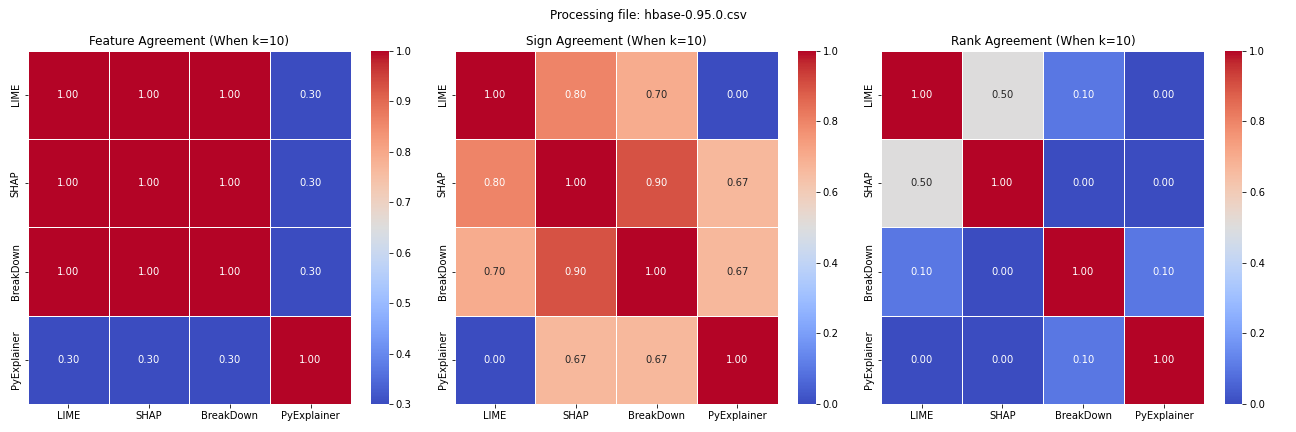 Processing file: hbase-0.95.0.csv
Feature Agreement (When k=10)
LIME
SHAP
BreakDown
PyExplainer
1.00 1.00 1.00 0.30
1.00 1.00 1.00 0.30
1.00 1.00 1.00 0.30
0.30 0.30 0.30 1.00
LIME SHAP BreakDown PyExplainer
1.0
0.9
0.8
0.7
0.6
0.5
0.4
0.3
Sign Agreement (When k=10)
LIME
SHAP
BreakDown
PyExplainer
1.00 0.80 0.70 0.00
0.80 1.00 0.90 0.67
0.70 0.90 1.00 0.67
0.00 0.67 0.67 1.00
LIME SHAP BreakDown PyExplainer
1.0
0.8
0.6
0.4
0.2
0.0
Rank Agreement (When k=10)
LIME
SHAP
BreakDown
PyExplainer
1.00 0.50 0.10 0.00
0.50 1.00 0.00 0.00
0.10 0.00 1.00 0.10
0.00 0.00 0.10 1.00
LIME SHAP BreakDown PyExplainer
1.0
0.8
0.6
0.4
0.2
0.0